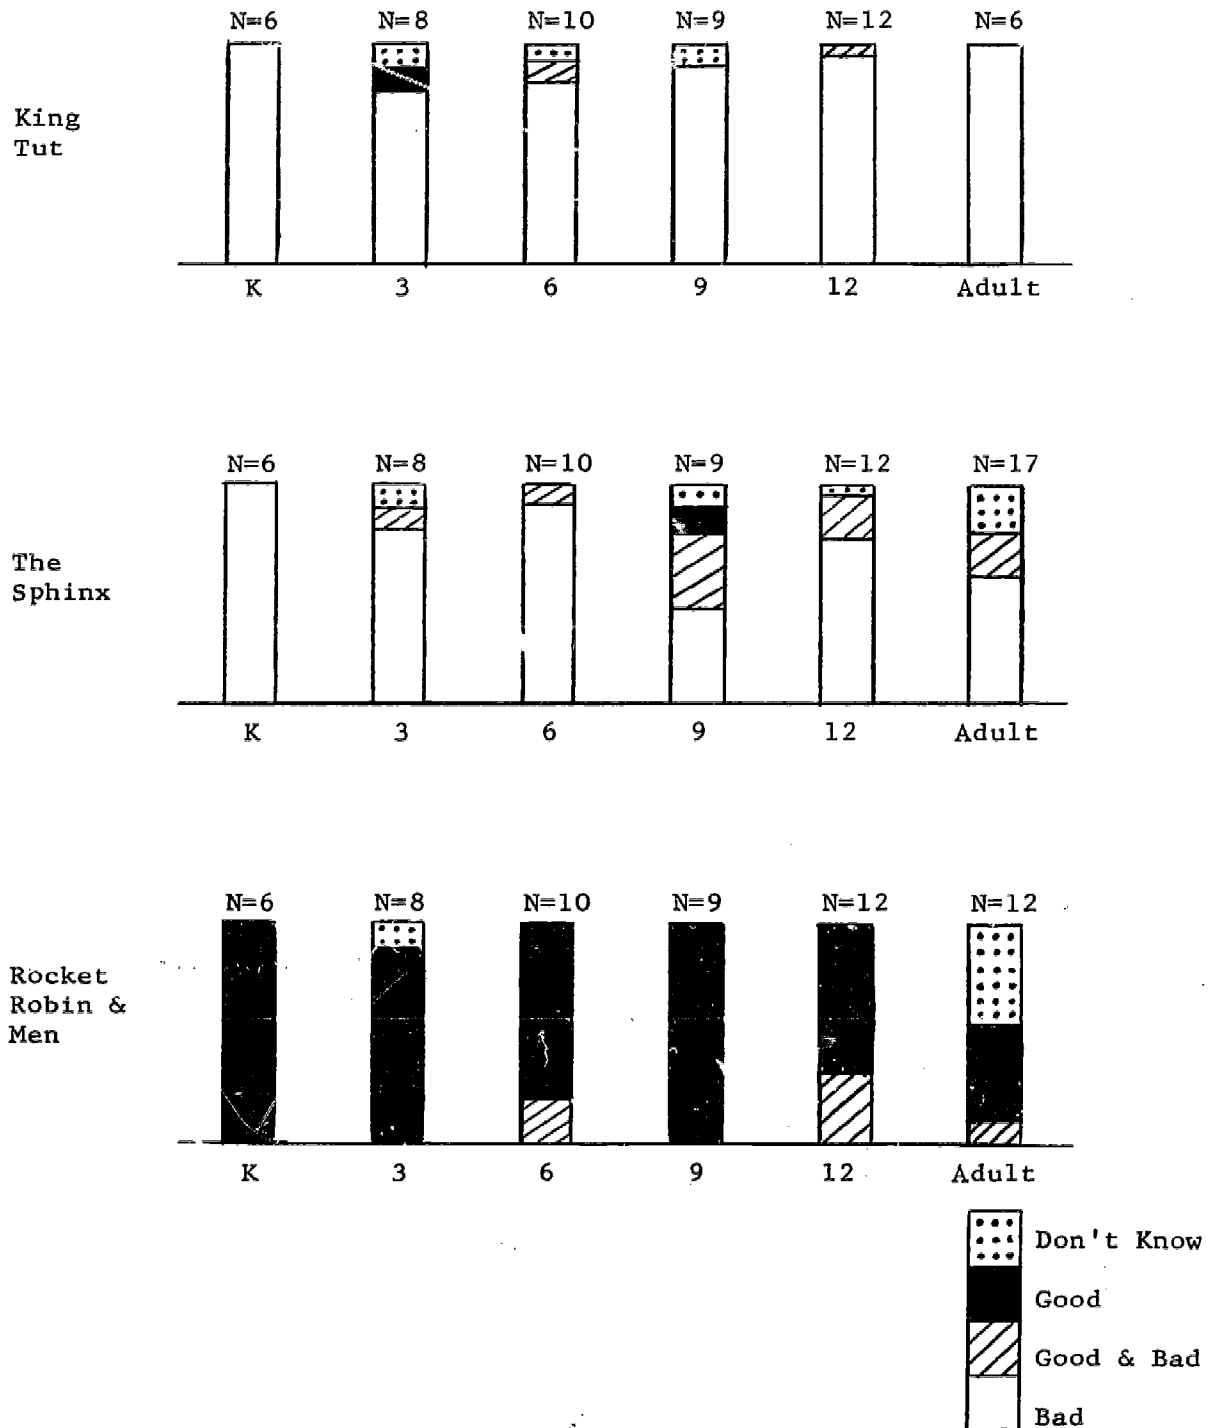 N=6 N=8 N=10 N=9 N=12 N=6
King
Tut
K 3 6 9 12 Adult
N=6 N=8 N=10 N=9 N=12 N=17
The
Sphinx
K 3 6 9 12 Adult
N=6 N=8 N=10 N=9 N=12 N=12
Rocket
Robin &
Men
K 3 6 9 12 Adult
Don't Know
Good
Good & Bad
Bad